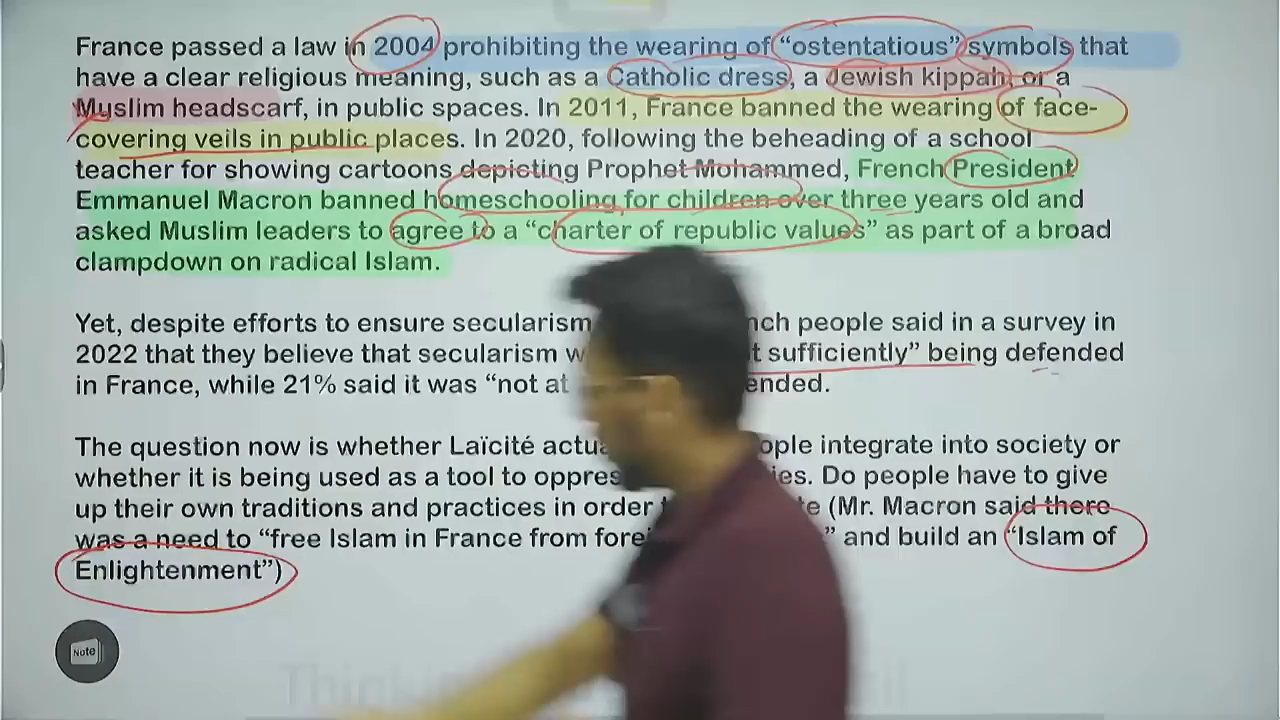 France passed a law in 2004 prohibiting the wearing of “ostentatious” symbols that
have a clear religious meaning, such as a Catholic dress, a Jewish kippah, or a
Muslim headscarf, in public spaces. In 2011, France banned the wearing of face-
covering veils in public places. In 2020, following the beheading of a school
teacher for showing cartoons depicting Prophet Mohammed, French President
Emmanuel Macron banned homeschooling for children over three years old and
asked Muslim leaders to agree to a “charter of republic values” as part of a broad
clampdown on radical Islam.
Yet, despite efforts to ensure secularism people said in a survey in
2022 that they believe that secularism sufficiently” being defended
in France, while 21% said it was “not at
The question now is whether Laïcité integrate into society or
whether it is being used as a tool to Do people have to give
up their own traditions and practices in order (Mr. Macron said there
was a need to “free Islam in France from ” and build an “Islam of
Enlightenment”)
Note